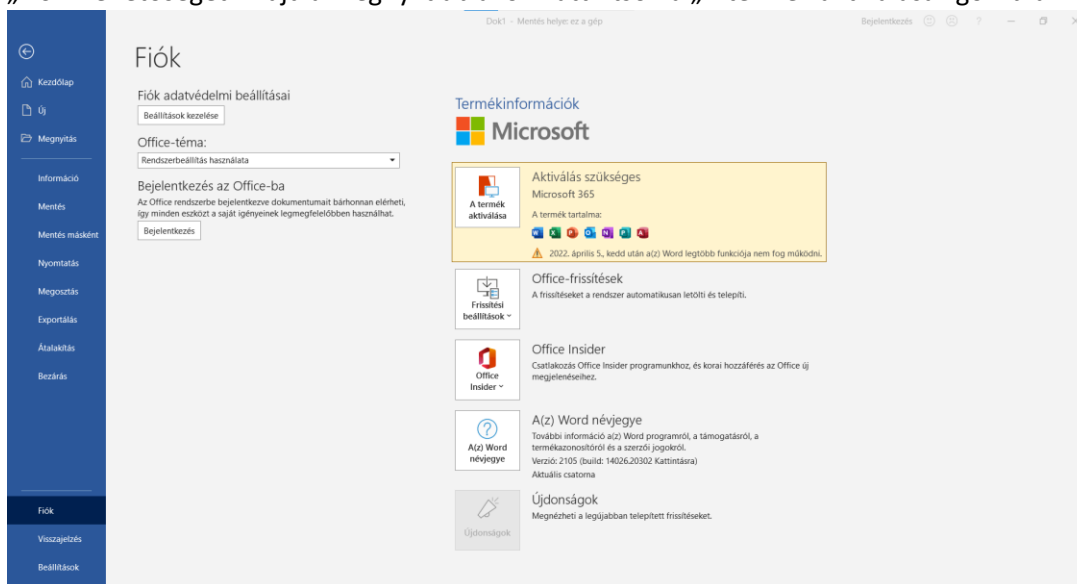 Dok1 - Mentés helye: ez a gép
Bejelentkezés
?
Kezdőlap
Új
Megnyitás
Információ
Mentés
Mentés másként
Nyomtatás
Megosztás
Exportálás
Átalakítás
Bezárás
Fiók
Visszajelzés
Beállítások
Fiók
Fiók adatvédelmi beállításai
Beállítások kezelése
Office-téma:
Rendszerbeállítás használata
Bejelentkezés az Office-ba
Az Office rendszerbe bejelentkezve dokumentumait bárhonnan elérheti,
így minden eszközt a saját igényeinek legmegfelelőbben használhat.
Bejelentkezés
Termékinformációk
Microsoft
A termék
aktiválása
Aktiválás szükséges
Microsoft 365
A termék tartalma:
2022. április 5., kedd után a(z) Word legtöbb funkciója nem fog működni.
Frissítési
beállítások
Office-frissítések
A frissítéseket a rendszer automatikusan letölti és telepíti.
Office
Insider
Office Insider
Csatlakozás Office Insider programunkhoz, és korai hozzáférés az Office új
megjelenéseihez.
A(z) Word
névjegye
A(z) Word névjegye
További információ a(z) Word programról, a támogatásról, a
termékazonosítóról és a szerzői jogokról.
Verzió: 2105 (build: 14026.20302 Kattintásra)
Aktuális csatorna
Újdonságok
Újdonságok
Megnézheti a legújabban telepített frissítéseket.